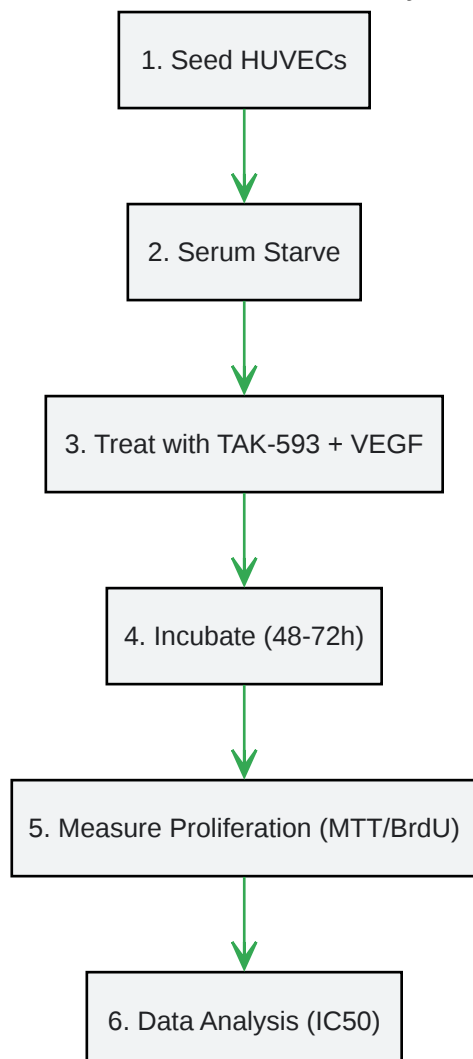 1. Seed HUVECs
2. Serum Starve
3. Treat with TAK-593 + VEGF
4. Incubate (48-72h)
5. Measure Proliferation (MTT/BrdU)
6. Data Analysis (IC50)